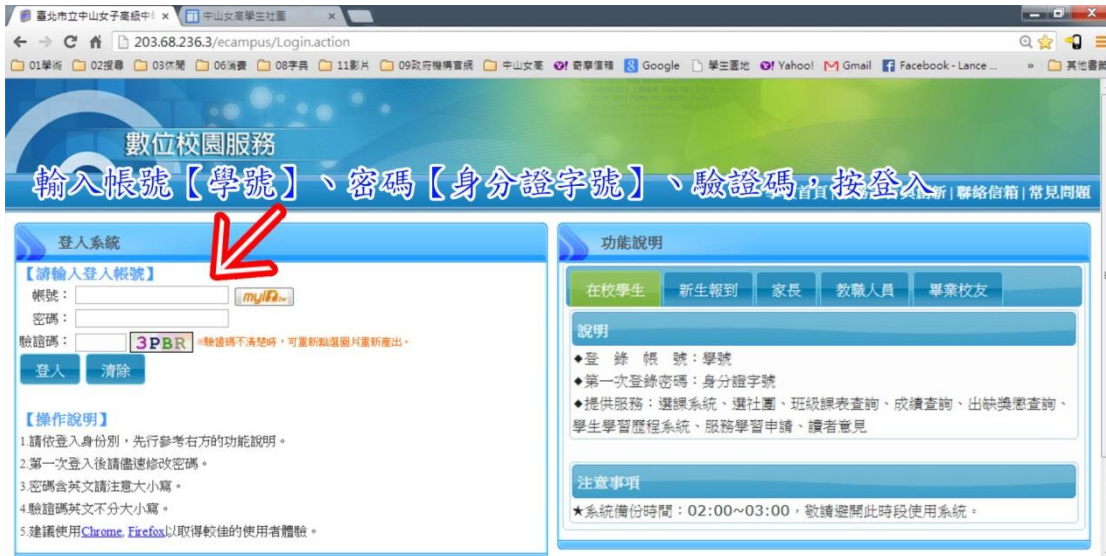 臺北市立中山女子高級中
中山女高學生社團
203.68.236.3/ecampus/Login.action
01學術 02搜尋 03休閒 06消費 08字典 11影片 09政府機構官網 中山女高 奇摩信箱 Google 學生園地 Yahoo! Gmail Facebook - Lance ... » 其他書籤
數位校園服務
輸入帳號【學號】、密碼【身分證字號】、驗證碼，按登入
創新|聯絡信箱|常見問題
登入系統
【請輸入登入帳號】
帳號：
myID.tw
密碼：
驗證碼： 3PBR ※驗證碼不清楚時，可重新點選圖片重新產出。
登入 清除
【操作說明】
1.請依登入身份別，先行參考右方的功能說明。
2.第一次登入後請儘速修改密碼。
3.密碼含英文請注意大小寫。
4.驗證碼英文不分大小寫。
5.建議使用Chrome, Firefox以取得較佳的使用者體驗。
功能說明
在校學生 新生報到 家長 教職人員 畢業校友
說明
◆登 錄 帳 號：學號
◆第一次登錄密碼：身分證字號
◆提供服務：選課系統、選社團、班級課表查詢、成績查詢、出缺獎懲查詢、
學生學習歷程系統、服務學習申請、讀者意見
注意事項
★系統備份時間：02:00~03:00，敬請避開此時段使用系統。